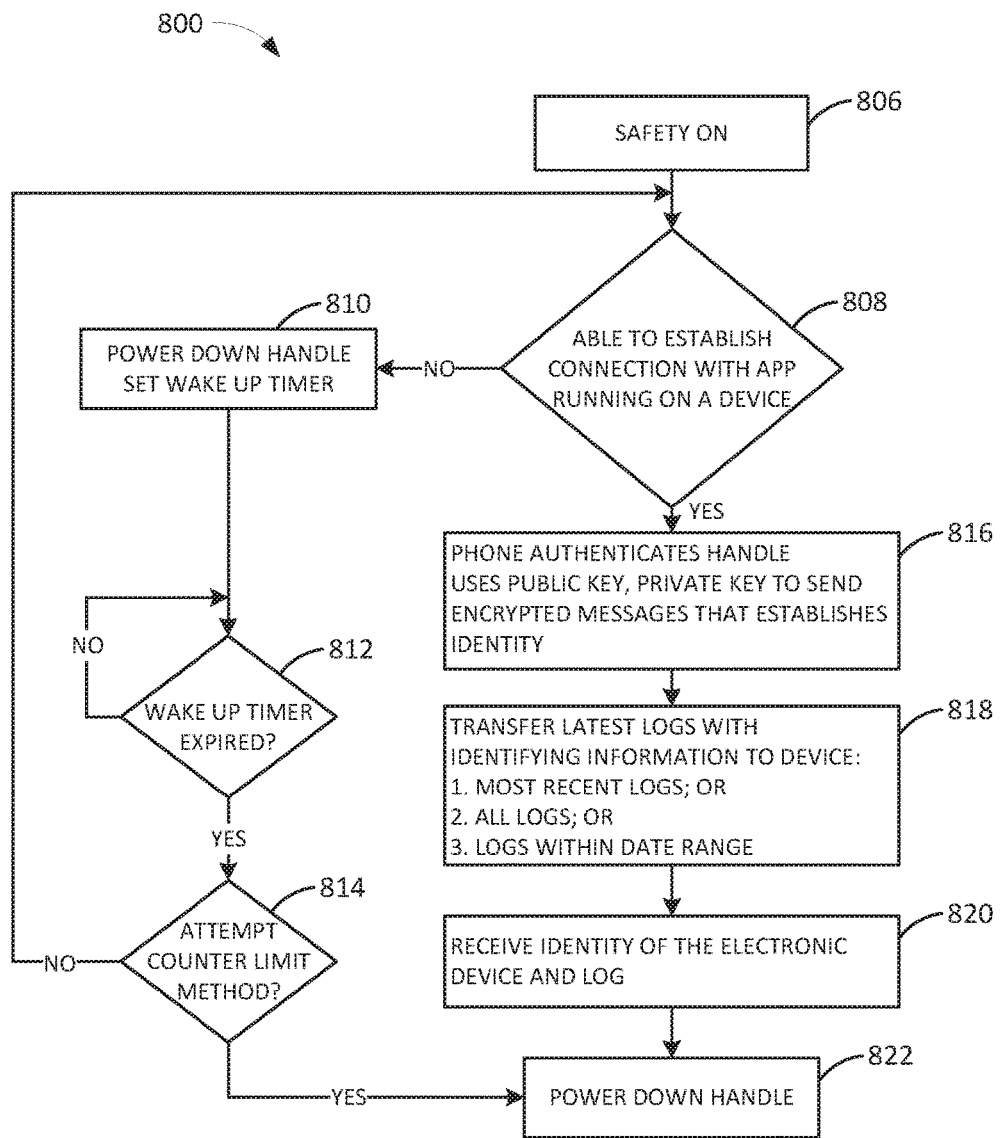 800
806
SAFETY ON
808
ABLE TO ESTABLISH
CONNECTION WITH APP
RUNNING ON A DEVICE
810
POWER DOWN HANDLE
SET WAKE UP TIMER
NO
YES
816
PHONE AUTHENTICATES HANDLE
USES PUBLIC KEY, PRIVATE KEY TO SEND
ENCRYPTED MESSAGES THAT ESTABLISHES
IDENTITY
NO
812
WAKE UP TIMER
EXPIRED?
YES
818
TRANSFER LATEST LOGS WITH
IDENTIFYING INFORMATION TO DEVICE:
1. MOST RECENT LOGS; OR
2. ALL LOGS; OR
3. LOGS WITHIN DATE RANGE
814
ATTEMPT
COUNTER LIMIT
METHOD?
NO
YES
820
RECEIVE IDENTITY OF THE ELECTRONIC
DEVICE AND LOG
822
POWER DOWN HANDLE